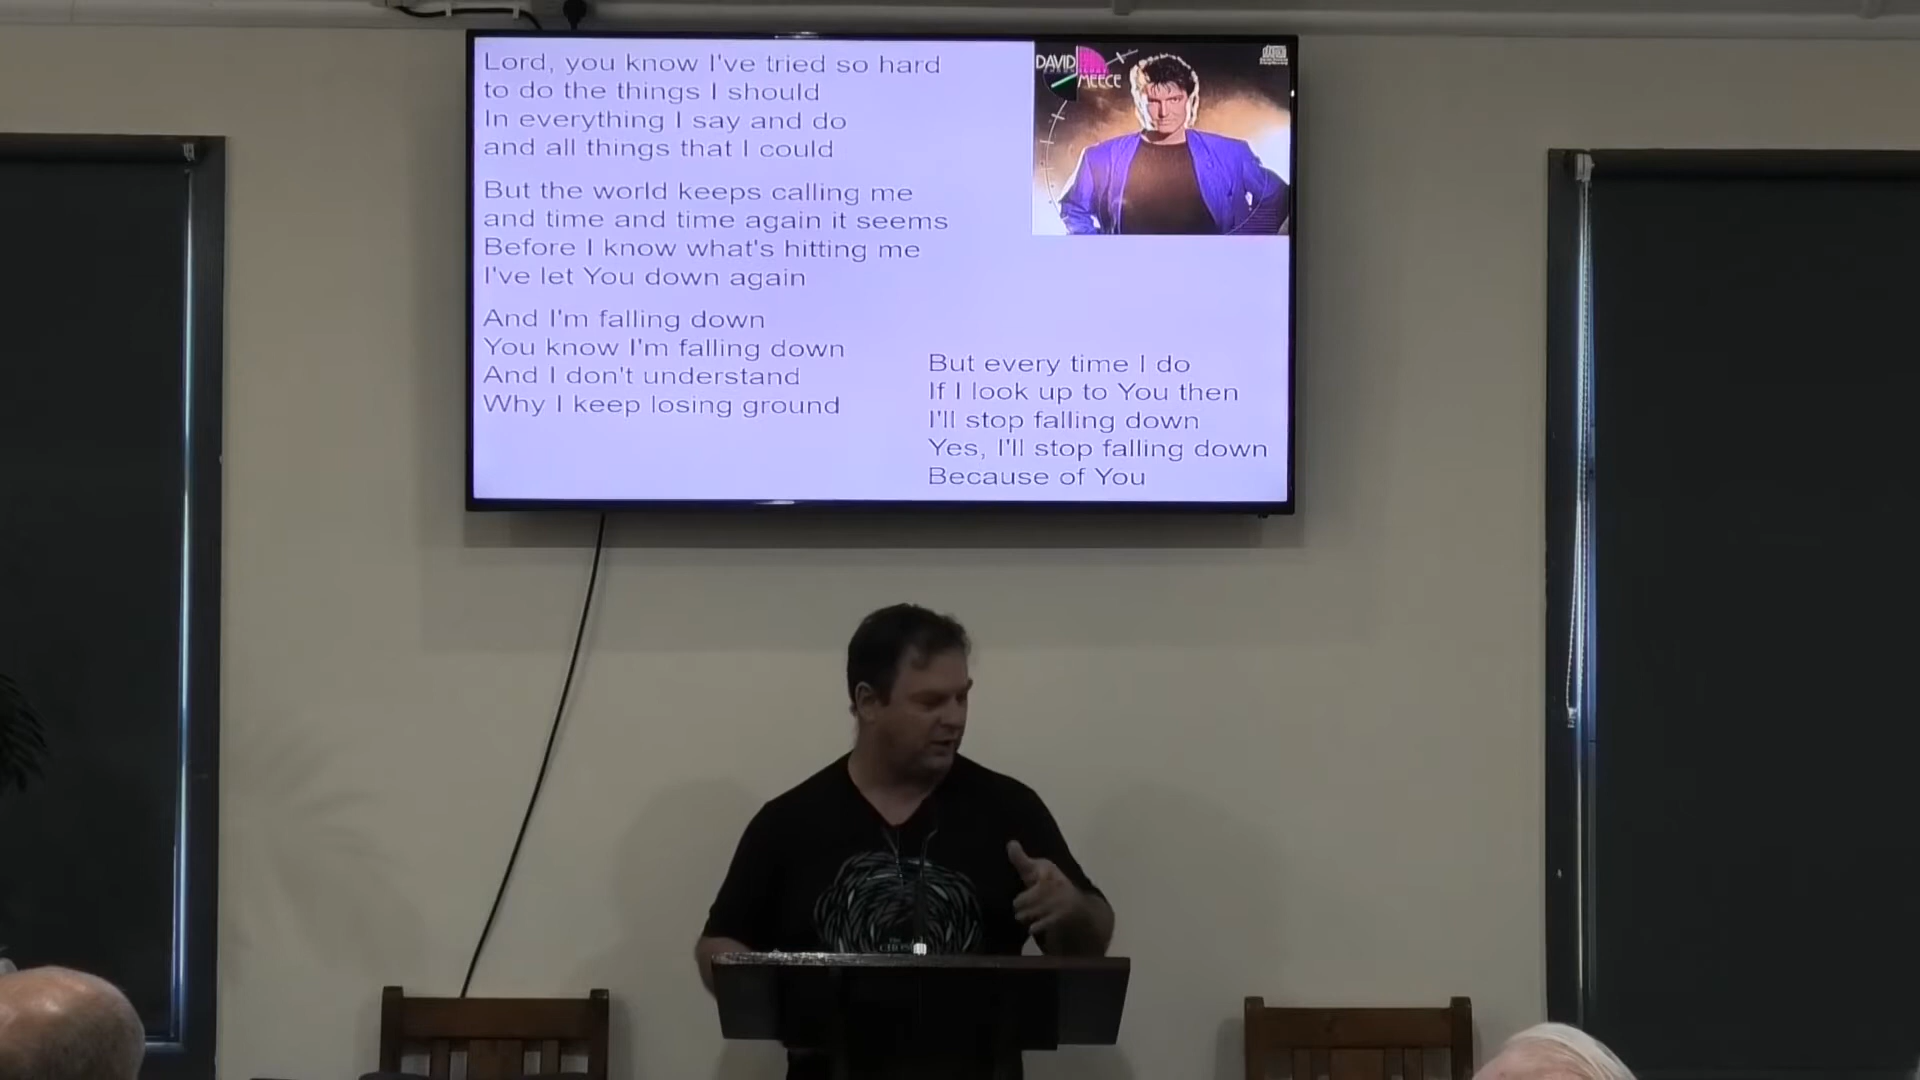 Lord, you know I've tried so hard
to do the things I should
In everything I say and do
and all things that I could
But the world keeps calling me
and time and time again it seems
Before I know what's hitting me
I've let You down again
And I'm falling down
You know I'm falling down
And I don't understand
Why I keep losing ground
But every time I do
If I look up to You then
I'll stop falling down
Yes, I'll stop falling down
Because of You
DAVID
MEECE